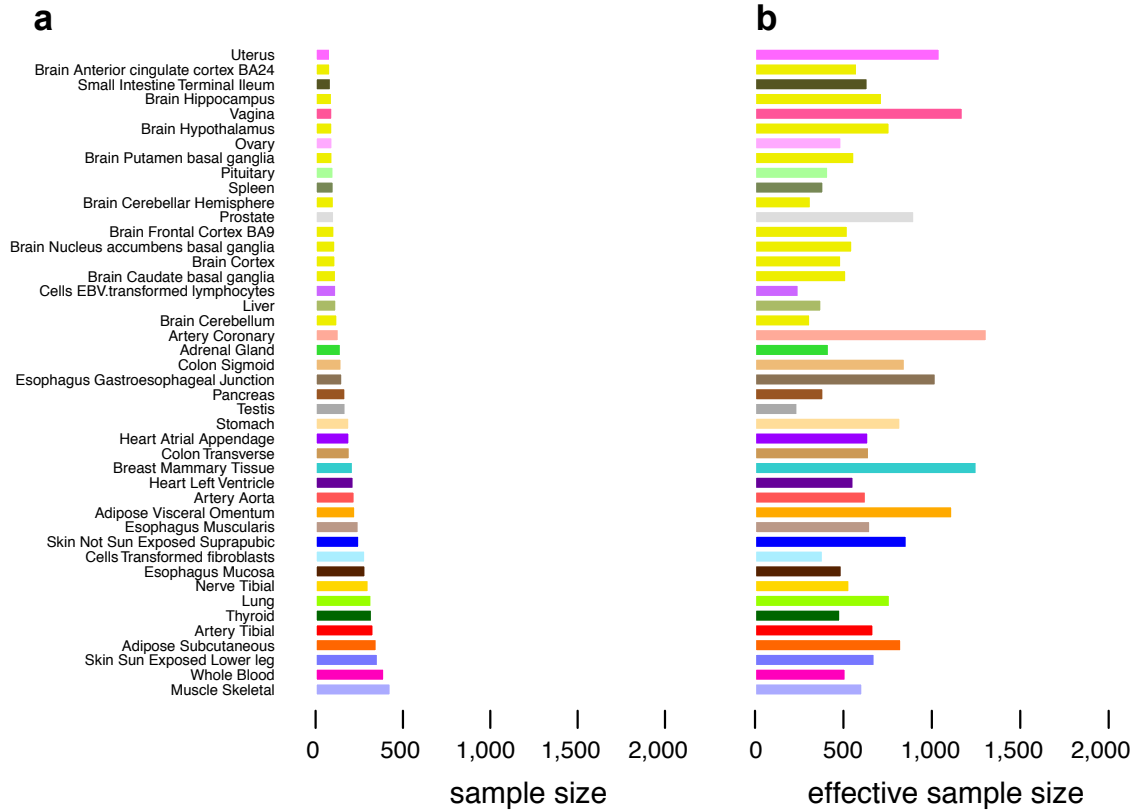 a b
Uterus
Brain Anterior cingulate cortex BA24
Small Intestine Terminal Ileum
Brain Hippocampus
Vagina
Brain Hypothalamus
Ovary
Brain Putamen basal ganglia
Pituitary
Spleen
Brain Cerebellar Hemisphere
Prostate
Brain Frontal Cortex BA9
Brain Nucleus accumbens basal ganglia
Brain Cortex
Brain Caudate basal ganglia
Cells EBV.transformed lymphocytes
Liver
Brain Cerebellum
Artery Coronary
Adrenal Gland
Colon Sigmoid
Esophagus Gastroesophageal Junction
Pancreas
Testis
Stomach
Heart Atrial Appendage
Colon Transverse
Breast Mammary Tissue
Heart Left Ventricle
Artery Aorta
Adipose Visceral Omentum
Esophagus Muscularis
Skin Not Sun Exposed Suprapubic
Cells Transformed fibroblasts
Esophagus Mucosa
Nerve Tibial
Lung
Thyroid
Artery Tibial
Adipose Subcutaneous
Skin Sun Exposed Lower leg
Whole Blood
Muscle Skeletal
0 500 1,000 1,500 2,000 0 500 1,000 1,500 2,000
sample size effective sample size